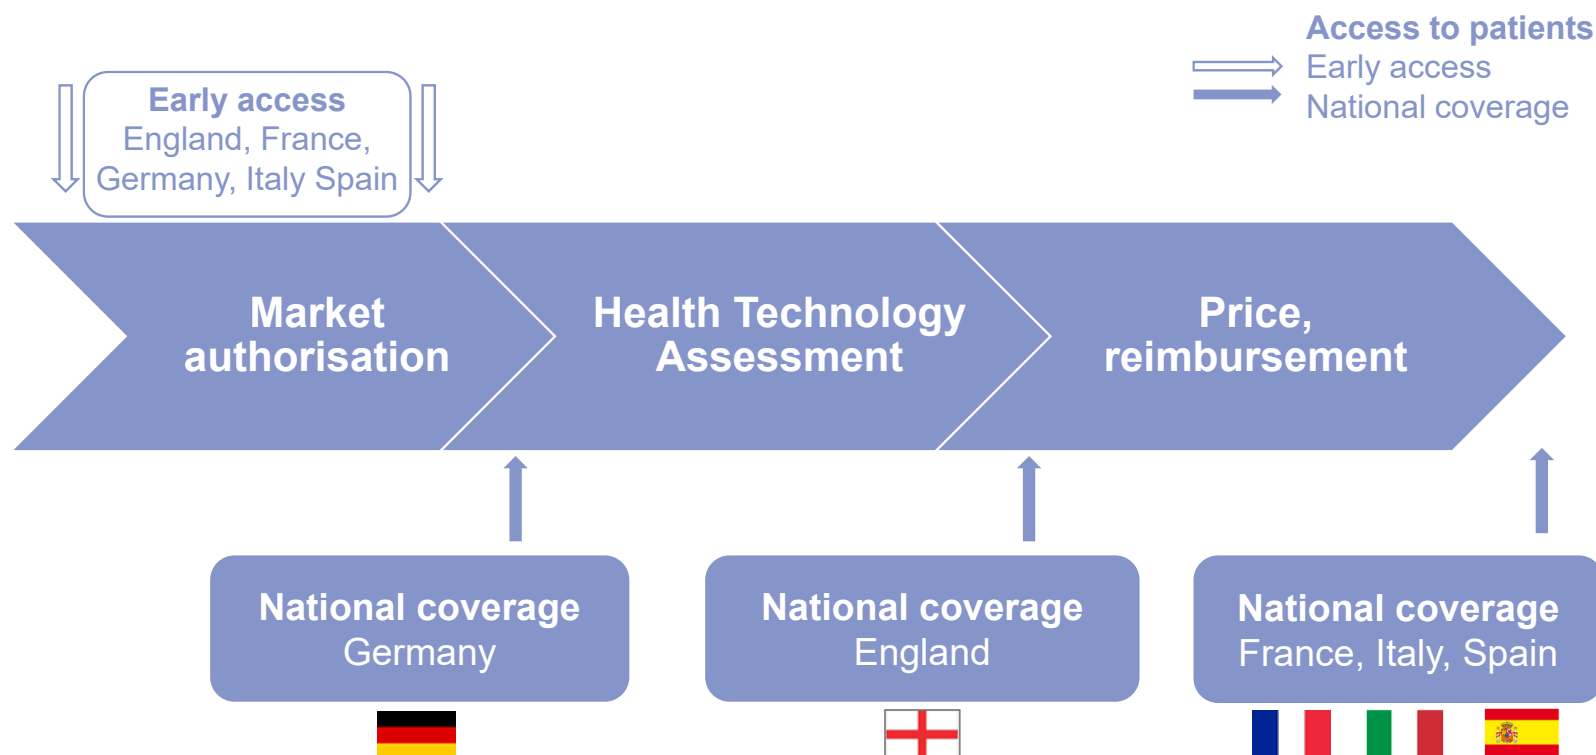 Access to patients
Early access
National coverage
Early access
England, France,
Germany, Italy Spain
Market
authorisation
Health Technology
Assessment
Price,
reimbursement
National coverage
Germany
National coverage
England
National coverage
France, Italy, Spain